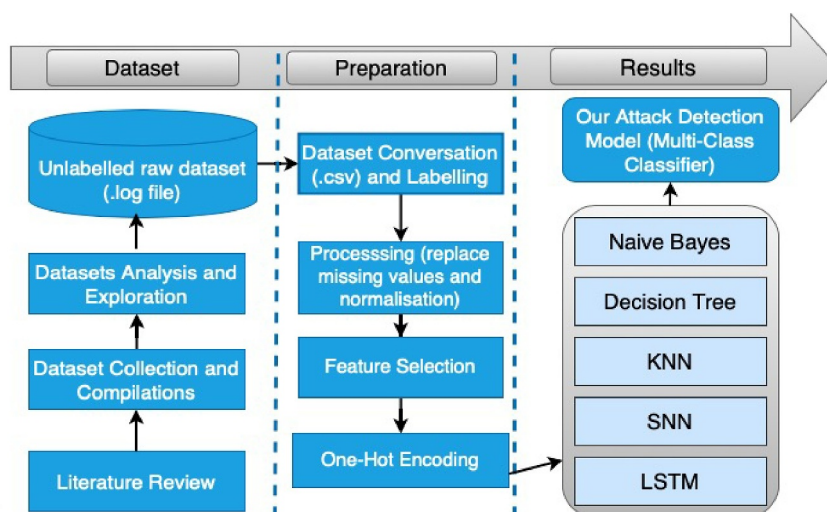 Dataset
Preparation
Results
Unlabelled raw dataset
(.log file)
Datasets Analysis and
Exploration
Dataset Collection and
Compilations
Literature Review
Dataset Conversation
(.csv) and Labelling
Processsing (replace
missing values and
normalisation)
Feature Selection
One-Hot Encoding
Our Attack Detection
Model (Multi-Class
Classifier)
Naive Bayes
Decision Tree
KNN
SNN
LSTM